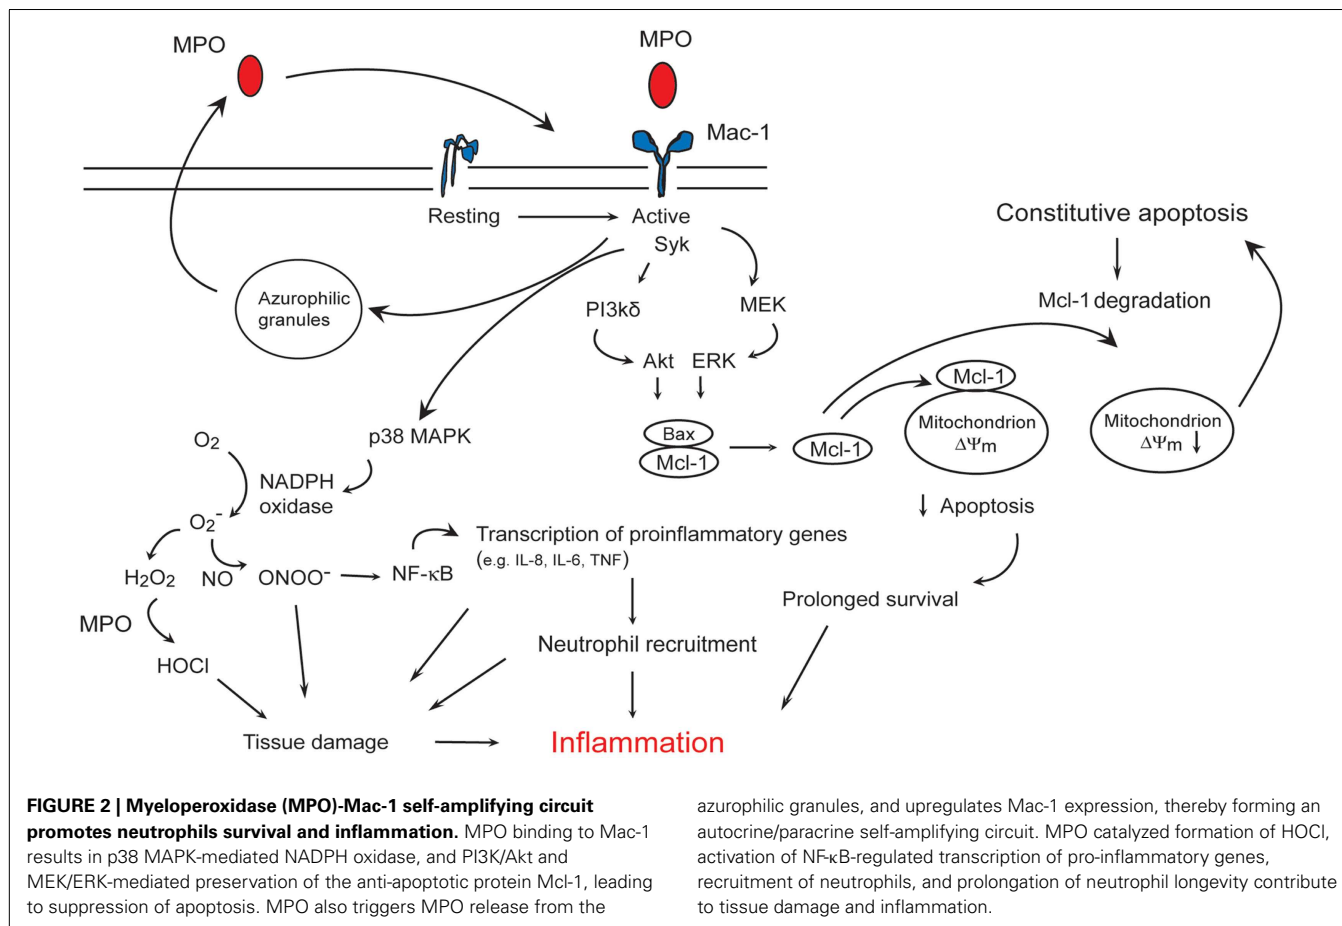 MPO
MPO
Mac-1
Resting
Active
Syk
Constitutive apoptosis
Azurophilic
granules
PI3kδ
MEK
Mcl-1 degradation
Akt
ERK
Mcl-1
Mitochondrion
ΔΨm
Mitochondrion
ΔΨm
Bax
Mcl-1
Mcl-1
p38 MAPK
O2
NADPH
oxidase
O2-
Apoptosis
Transcription of proinflammatory genes
(e.g. IL-8, IL-6, TNF)
H2O2
NO
ONOO-
NF-κB
Prolonged survival
MPO
HOCl
Neutrophil recruitment
Tissue damage
Inflammation
FIGURE 2 | Myeloperoxidase (MPO)-Mac-1 self-amplifying circuit
promotes neutrophils survival and inflammation. MPO binding to Mac-1
results in p38 MAPK-mediated NADPH oxidase, and PI3K/Akt and
MEK/ERK-mediated preservation of the anti-apoptotic protein Mcl-1, leading
to suppression of apoptosis. MPO also triggers MPO release from the
azurophilic granules, and upregulates Mac-1 expression, thereby forming an
autocrine/paracrine self-amplifying circuit. MPO catalyzed formation of HOCl,
activation of NF-κB-regulated transcription of pro-inflammatory genes,
recruitment of neutrophils, and prolongation of neutrophil longevity contribute
to tissue damage and inflammation.